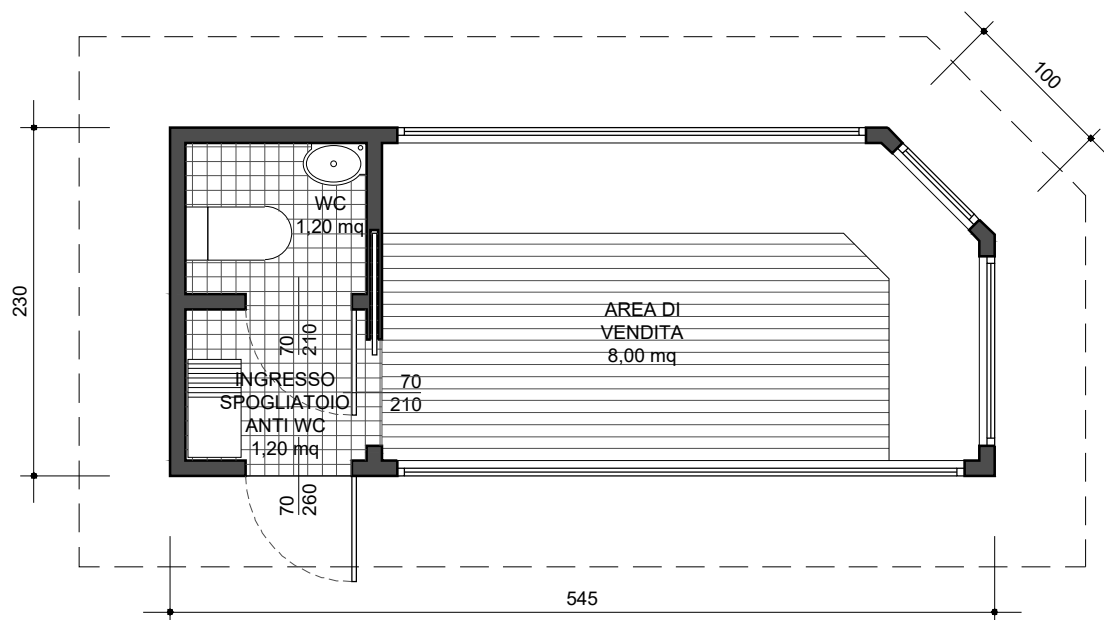 100
230
WC
1,20 mq
70
210
AREA DI
VENDITA
8,00 mq
INGRESSO
SPOGLIATOIO
ANTI WC
1,20 mq
70
210
70
260
545